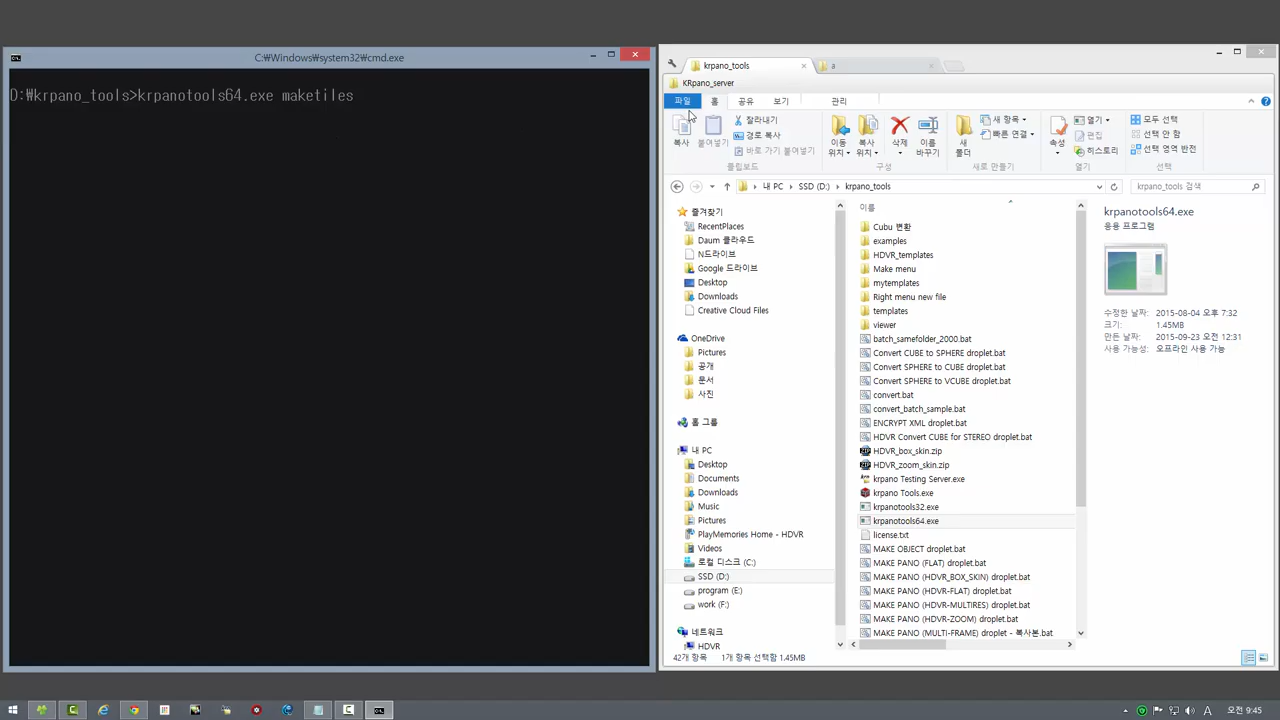 C:₩Windows₩system32₩cmd.exe
D:₩krpano_tools>krpanotools64.exe maketiles
krpano_tools
a
KRpano_server
파일
홈
공유
보기
관리
복사
붙여넣기
잘라내기
경로 복사
바로 가기 붙여넣기
클립보드
이동 위치
복사 위치
삭제
이름 바꾸기
구성
새 폴더
새 항목
빠른 연결
새로 만들기
속성
열기
편집
히스토리
열기
모두 선택
선택 안 함
선택 영역 반전
선택
내 PC
SSD (D:)
krpano_tools
krpano_tools 검색
즐겨찾기
RecentPlaces
Daum 클라우드
N드라이브
Google 드라이브
Desktop
Downloads
Creative Cloud Files
OneDrive
Pictures
공개
문서
사진
홈 그룹
내 PC
Desktop
Documents
Downloads
Music
Pictures
PlayMemories Home - HDVR
Videos
로컬 디스크 (C:)
SSD (D:)
program (E:)
work (F:)
네트워크
HDVR
이름
Cubu 변환
examples
HDVR_templates
Make menu
mytemplates
Right menu new file
templates
viewer
batch_samefolder_2000.bat
Convert CUBE to SPHERE droplet.bat
Convert SPHERE to CUBE droplet.bat
Convert SPHERE to VCUBE droplet.bat
convert.bat
convert_batch_sample.bat
ENCRYPT XML droplet.bat
HDVR Convert CUBE for STEREO droplet.bat
HDVR_box_skin.zip
HDVR_zoom_skin.zip
krpano Testing Server.exe
krpano Tools.exe
krpanotools32.exe
krpanotools64.exe
license.txt
MAKE OBJECT droplet.bat
MAKE PANO (FLAT) droplet.bat
MAKE PANO (HDVR_BOX_SKIN) droplet.bat
MAKE PANO (HDVR-FLAT) droplet.bat
MAKE PANO (HDVR-MULTIRES) droplet.bat
MAKE PANO (HDVR-ZOOM) droplet.bat
MAKE PANO (MULTI-FRAME) droplet - 복사본.bat
krpanotools64.exe
응용 프로그램
수정한 날짜: 2015-08-04 오후 7:32
크기: 1.45MB
만든 날짜: 2015-09-23 오전 12:31
사용 가능성: 오프라인 사용 가능
42개 항목
1개 항목 선택함 1.45MB
A
오전 9:45